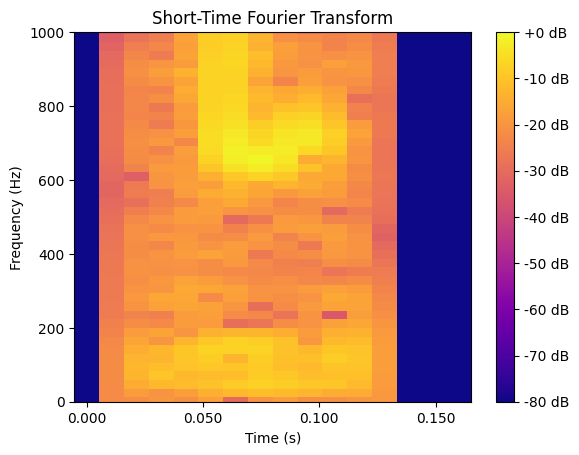 Short-Time Fourier Transform
1000
800
600
400
200
0
Frequency (Hz)
0.000
0.050
0.100
0.150
Time (s)
+0 dB
-10 dB
-20 dB
-30 dB
-40 dB
-50 dB
-60 dB
-70 dB
-80 dB